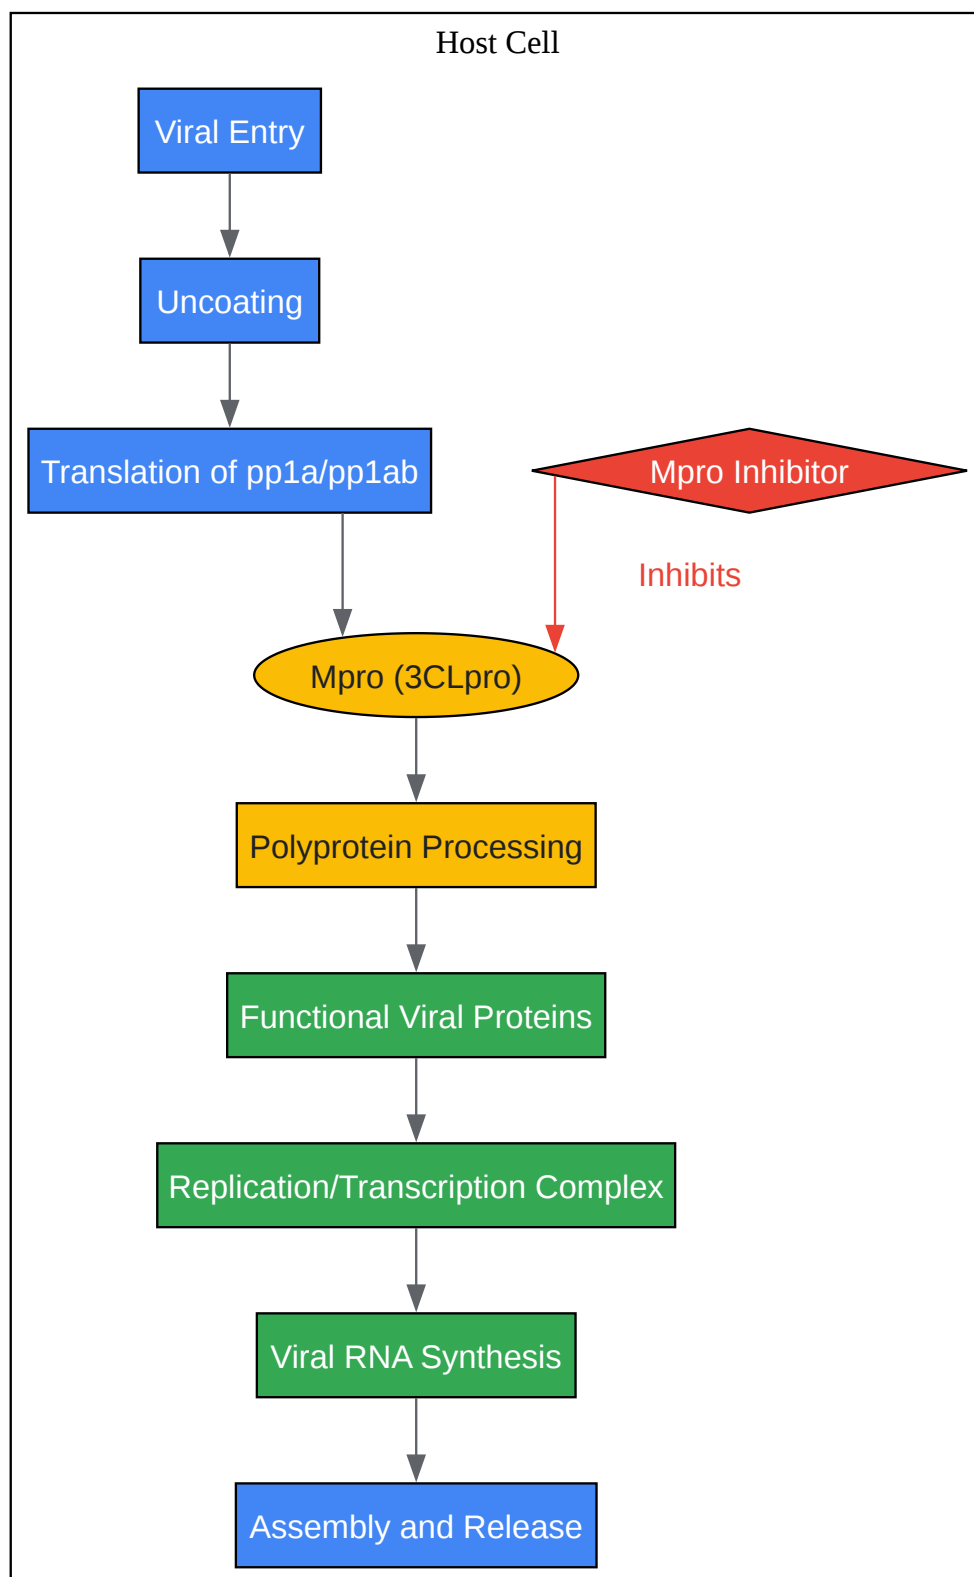 Host Cell
Viral Entry
Uncoating
Translation of pp1a/pp1ab
Mpro Inhibitor
Inhibits
Mpro (3CLpro)
Polyprotein Processing
Functional Viral Proteins
Replication/Transcription Complex
Viral RNA Synthesis
Assembly and Release